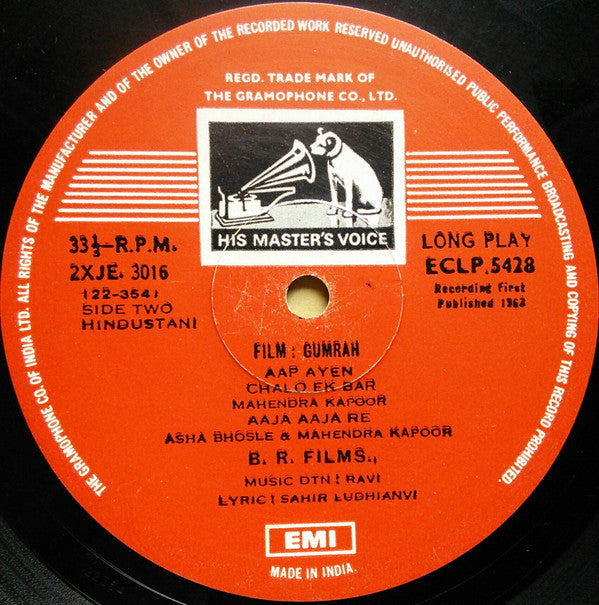 THE GRAMOPHONE CO. OF INDIA LTD. ALL RIGHTS OF THE MANUFACTURER AND OF THE OWNER OF THE RECORDED WORK RESERVED UNAUTHORISED PUBLIC PERFORMANCE BROADCASTING AND COPYING OF THIS RECORD PROHIBITED.
REGD. TRADE MARK OF
THE GRAMOPHONE CO., LTD.
HIS MASTER'S VOICE
33⅓-R.P.M.
2XJE. 3016
(22-354)
SIDE TWO
HINDUSTANI
LONG PLAY
ECLP.5428
Recording First
Published 1963
FILM : GUMRAH
AAP AYEN
CHALO EK BAR
MAHENDRA KAPOOR
AAJA AAJA RE
ASHA BHOSLE & MAHENDRA KAPOOR
B. R. FILMS.,
MUSIC DTN : RAVI
LYRIC : SAHIR LUDHIANVI
EMI
MADE IN INDIA.